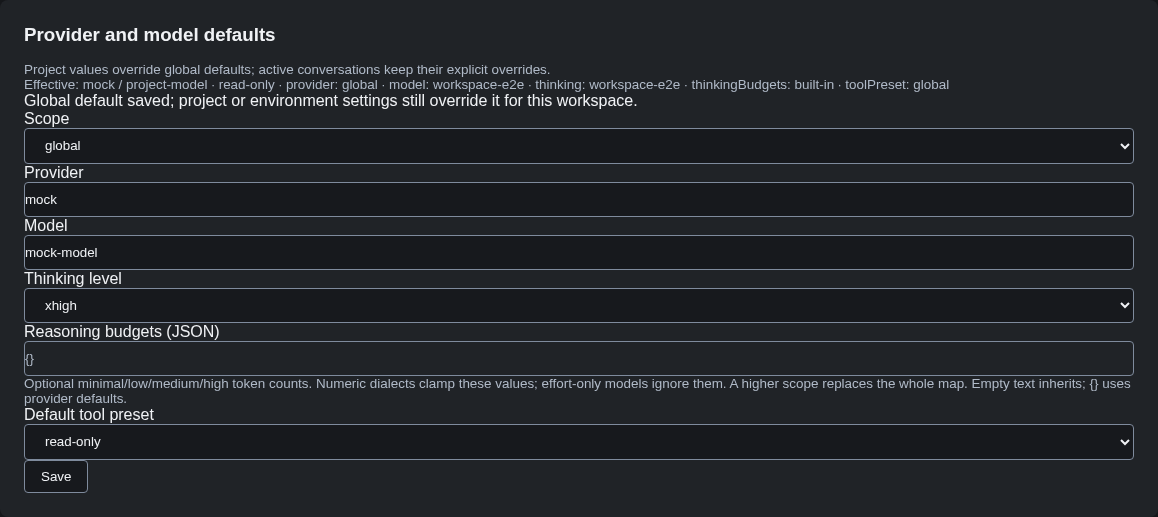 Provider and model defaults
Project values override global defaults; active conversations keep their explicit overrides.
Effective: mock / project-model · read-only · provider: global · model: workspace-e2e · thinking: workspace-e2e · thinkingBudgets: built-in · toolPreset: global
Global default saved; project or environment settings still override it for this workspace.
Scope
global
Provider
mock
Model
mock-model
Thinking level
xhigh
Reasoning budgets (JSON)
{}
Optional minimal/low/medium/high token counts. Numeric dialects clamp these values; effort-only models ignore them. A higher scope replaces the whole map. Empty text inherits; {} uses
provider defaults.
Default tool preset
read-only
Save